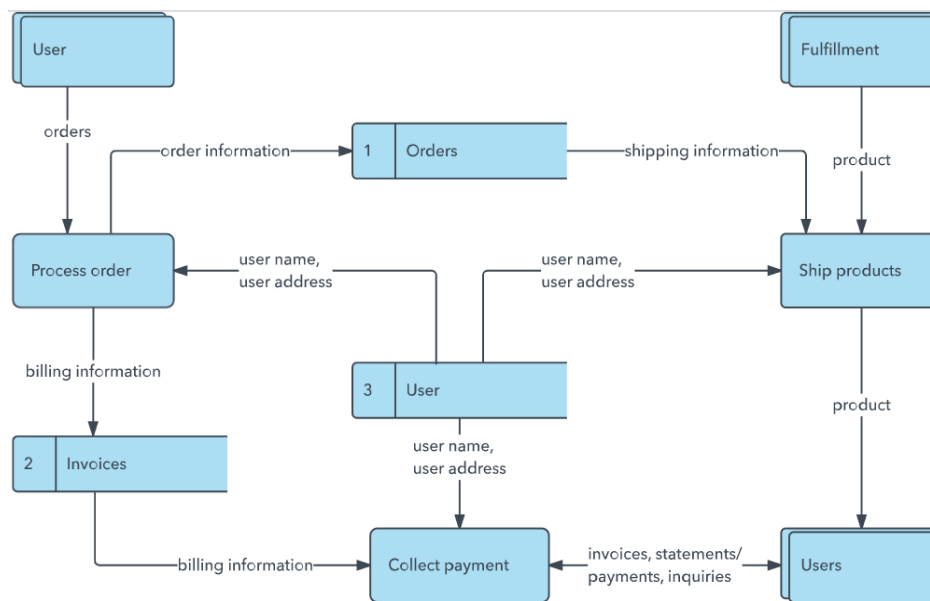 User
Fulfillment
orders
order information
1 Orders
shipping information
product
Process order
user name,
user address
user name,
user address
Ship products
billing information
3 User
product
2 Invoices
user name,
user address
billing information
Collect payment
invoices, statements/
payments, inquiries
Users